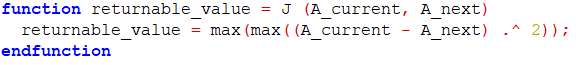 function returnable_value = J (A_current, A_next)
  returnable_value = max(max((A_current - A_next) .^ 2));
endfunction